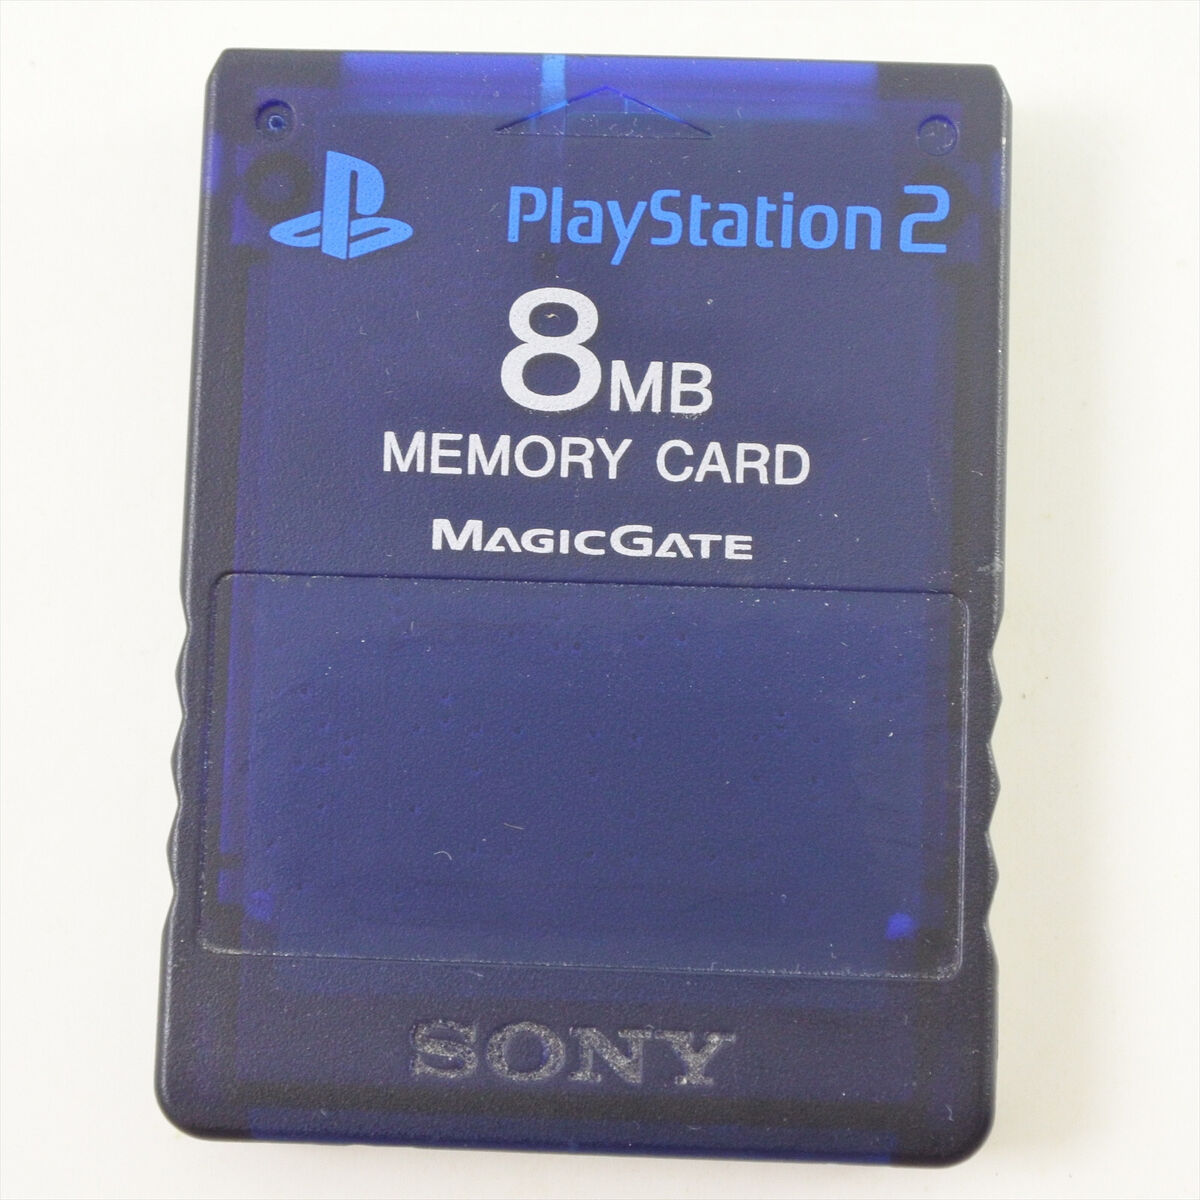 PlayStation 2
8MB
MEMORY CARD
MAGICGATE
SONY